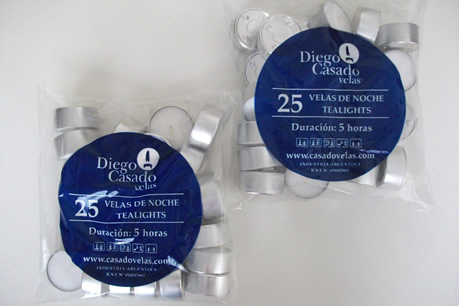 Diego
Casado
velas
25 VELAS DE NOCHE
TEALIGHTS
Duración: 5 horas
www.casadovelas.com
INDUSTRIA ARGENTINA
Diego
Casado
velas
25 VELAS DE NOCHE
TEALIGHTS
Duración: 5 horas
www.casadovelas.com
INDUSTRIA ARGENTINA